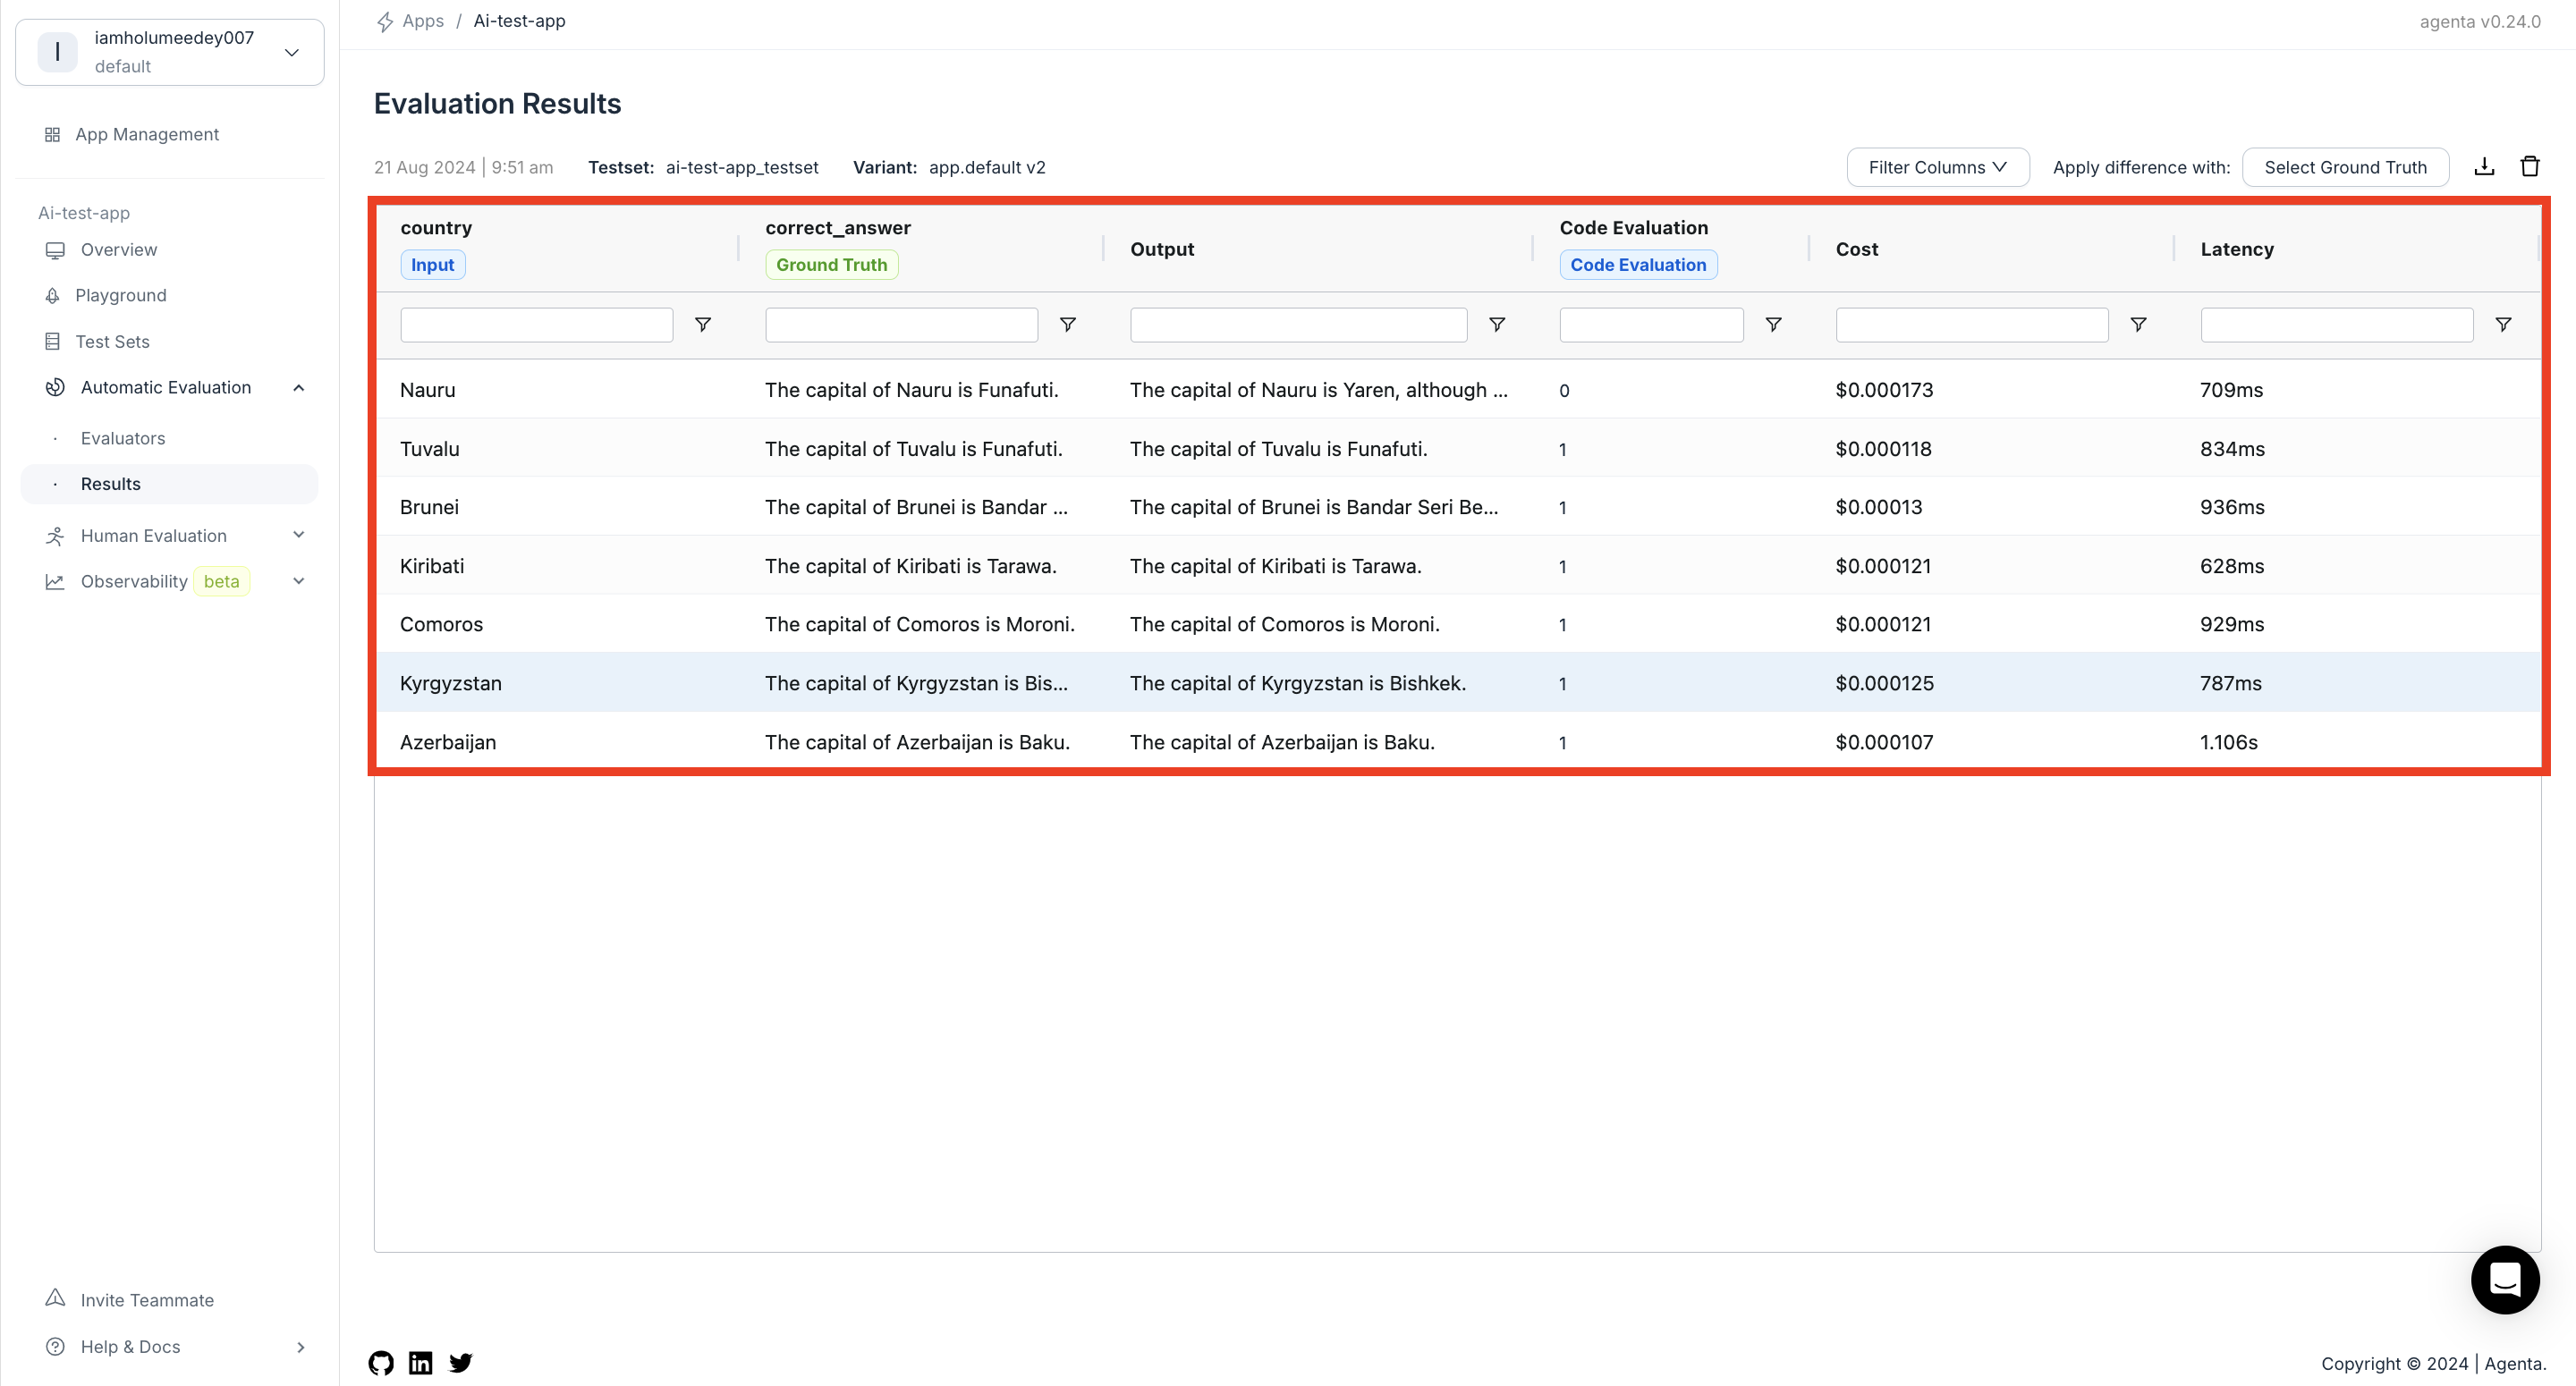 I
iamholumeedey007
default
App Management
Ai-test-app
Overview
Playground
Test Sets
Automatic Evaluation
· Evaluators
· Results
Human Evaluation
Observability beta
Invite Teammate
Help & Docs
Apps / Ai-test-app
agenta v0.24.0
Evaluation Results
21 Aug 2024 | 9:51 am Testset: ai-test-app_testset Variant: app.default v2 Filter Columns Apply difference with: Select Ground Truth
country correct_answer Output Code Evaluation Cost Latency
Input Ground Truth Code Evaluation
Nauru The capital of Nauru is Funafuti. The capital of Nauru is Yaren, although ... 0 $0.000173 709ms
Tuvalu The capital of Tuvalu is Funafuti. The capital of Tuvalu is Funafuti. 1 $0.000118 834ms
Brunei The capital of Brunei is Bandar ... The capital of Brunei is Bandar Seri Be... 1 $0.00013 936ms
Kiribati The capital of Kiribati is Tarawa. The capital of Kiribati is Tarawa. 1 $0.000121 628ms
Comoros The capital of Comoros is Moroni. The capital of Comoros is Moroni. 1 $0.000121 929ms
Kyrgyzstan The capital of Kyrgyzstan is Bis... The capital of Kyrgyzstan is Bishkek. 1 $0.000125 787ms
Azerbaijan The capital of Azerbaijan is Baku. The capital of Azerbaijan is Baku. 1 $0.000107 1.106s
in
Copyright © 2024 | Agenta.